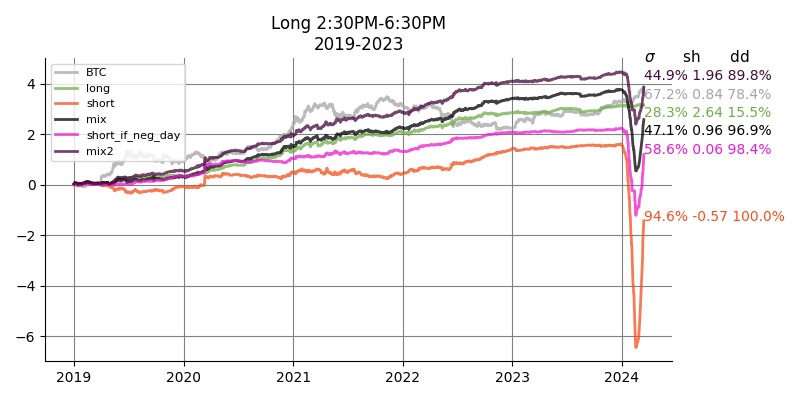 Long 2:30PM-6:30PM
2019-2023
σ sh dd
44.9% 1.96 89.8%
67.2% 0.84 78.4%
28.3% 2.64 15.5%
47.1% 0.96 96.9%
58.6% 0.06 98.4%
94.6% -0.57 100.0%
BTC
long
short
mix
short_if_neg_day
mix2
4
2
0
−2
−4
−6
2019 2020 2021 2022 2023 2024